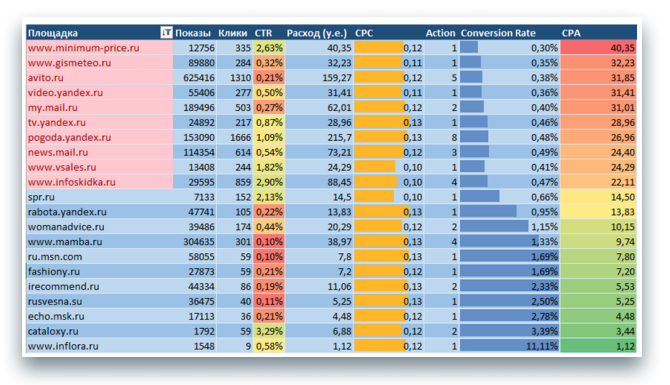 Площадка Показы Клики CTR Расход (у.е.) CPC Action Conversion Rate CPA
www.minimum-price.ru 12756 335 2,63% 40,35 0,12 1 0,30% 40,35
www.gismeteo.ru 89880 284 0,32% 32,23 0,11 1 0,35% 32,23
avito.ru 625416 1310 0,21% 159,27 0,12 5 0,38% 31,85
video.yandex.ru 55406 277 0,50% 31,41 0,11 1 0,36% 31,41
my.mail.ru 189496 503 0,27% 62,01 0,12 2 0,40% 31,01
tv.yandex.ru 24892 217 0,87% 28,96 0,13 1 0,46% 28,96
pogoda.yandex.ru 153090 1666 1,09% 215,7 0,13 8 0,48% 26,96
news.mail.ru 114354 614 0,54% 73,21 0,12 3 0,49% 24,40
www.vsales.ru 13408 244 1,82% 24,29 0,10 1 0,41% 24,29
www.infoskidka.ru 29595 859 2,90% 88,45 0,10 4 0,47% 22,11
spr.ru 7133 152 2,13% 14,5 0,10 1 0,66% 14,50
rabota.yandex.ru 47741 105 0,22% 13,83 0,13 1 0,95% 13,83
womanadvice.ru 39486 174 0,44% 20,29 0,12 2 1,15% 10,15
www.mamba.ru 304635 301 0,10% 38,97 0,13 4 1,33% 9,74
ru.msn.com 58055 59 0,10% 7,8 0,13 1 1,69% 7,80
fashiony.ru 27873 59 0,21% 7,2 0,12 1 1,69% 7,20
irecommend.ru 44334 86 0,19% 11,06 0,13 2 2,33% 5,53
rusvesna.su 36475 40 0,11% 5,25 0,13 1 2,50% 5,25
echo.msk.ru 17113 36 0,21% 4,48 0,12 1 2,78% 4,48
cataloxy.ru 1792 59 3,29% 6,88 0,12 2 3,39% 3,44
www.inflora.ru 1548 9 0,58% 1,12 0,12 1 11,11% 1,12